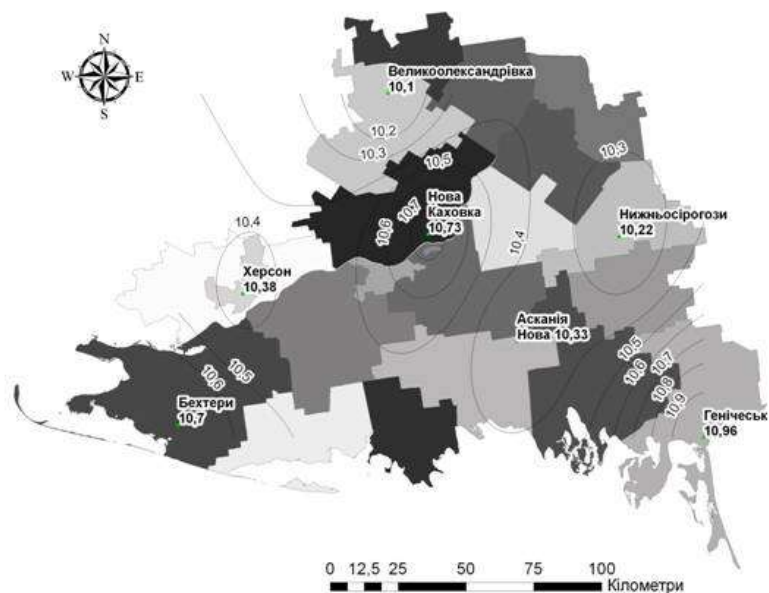 N
W E
S
Великоолександрівка
10,1
10,2
10,3
10,5
10,3
10,7
10,6
Нова
Каховка
10,73
Нижньосірогози
10,22
10,4
10,4
Херсон
10,38
Асканія
Нова 10,33
10,5
10,6
10,7
10,8
10,9
10,5
10,6
Бехтери
10,7
Генічеськ
10,96
0 12,5 25 50 75 100
Кілометри